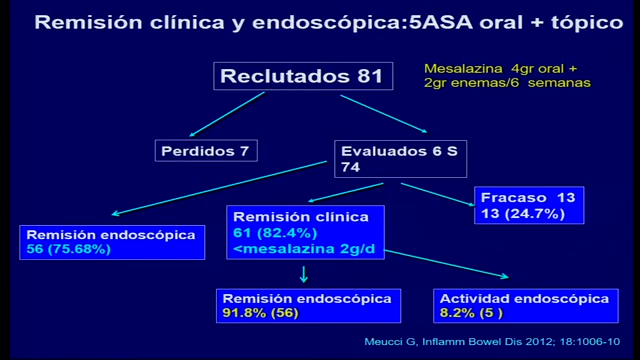 Remisión clínica y endoscópica:5ASA oral + tópico
Reclutados 81
Mesalazina 4gr oral +
2gr enemas/6 semanas
Perdidos 7
Evaluados 6 S
74
Fracaso 13
13 (24.7%)
Remisión clínica
61 (82.4%)
<mesalazina 2g/d
Remisión endoscópica
56 (75.68%)
Remisión endoscópica
91.8% (56)
Actividad endoscópica
8.2% (5 )
Meucci G, Inflamm Bowel Dis 2012; 18:1006-10